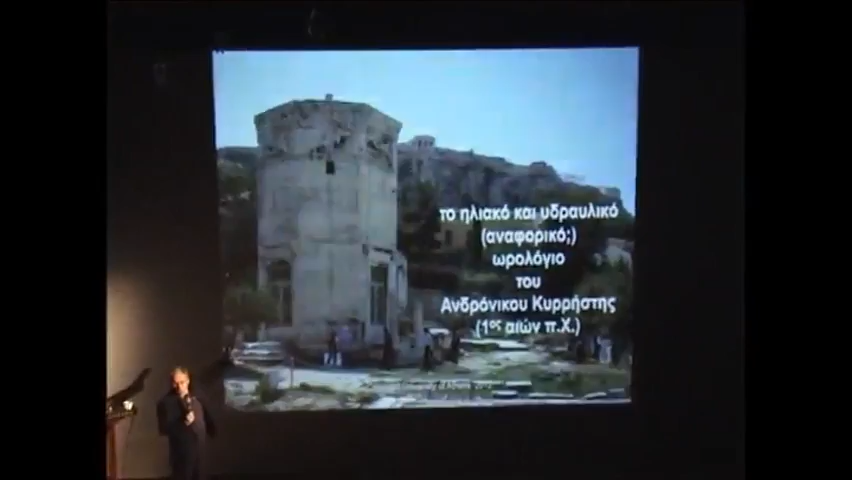 το ηλιακό και υδραυλικό
(αναφορικό;)
ωρολόγιο
του
Ανδρόνικου Κυρρήστης
(1ος αιών π.Χ.)